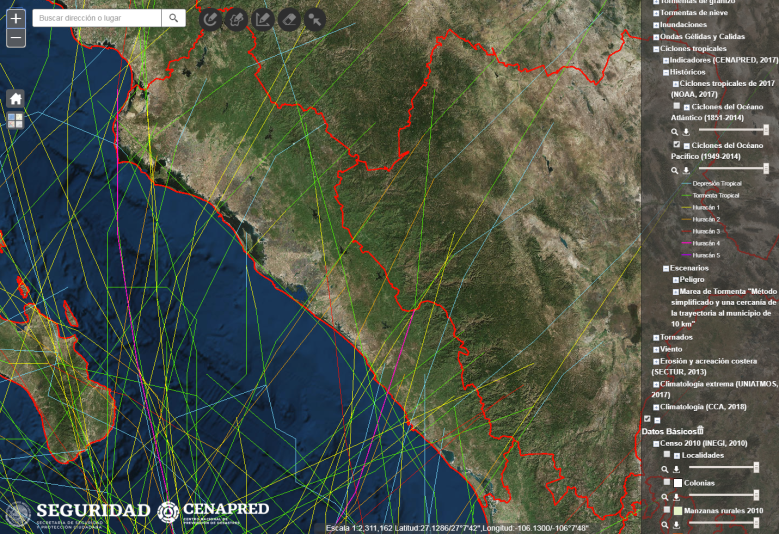 Buscar dirección o lugar
Tormentas de granizo
Tormentas de nieve
Inundaciones
Ondas Gélidas y Calidas
Ciclones tropicales
Indicadores (CENAPRED, 2017)
Históricos
Ciclones tropicales de 2017
(NOAA, 2017)
Ciclones del Océano
Atlántico (1851-2014)
Ciclones del Océano
Pacifico (1949-2014)
Depresión Tropical
Tormenta Tropical
Huracán 1
Huracán 2
Huracán 3
Huracán 4
Huracán 5
Escenarios
Peligro
Marea de Tormenta "Método
simplificado y una cercanía de
la trayectoria al municipio de
10 km"
Tornados
Viento
Erosión y acreación costera
(SECTUR, 2013)
Climatología extrema (UNIATMOS,
2017)
Climatología (CCA, 2018)
Datos Básicos
Censo 2010 (INEGI, 2010)
Localidades
Colonias
Manzanas rurales 2010
SEGURIDAD
SECRETARÍA DE SEGURIDAD
Y PROTECCIÓN CIUDADANA
CENAPRED
CENTRO NACIONAL DE
PREVENCIÓN DE DESASTRES
Escala 1:2,311,162 Latitud:27.1286/27°7'42",Longitud:-106.1300/-106°7'48"